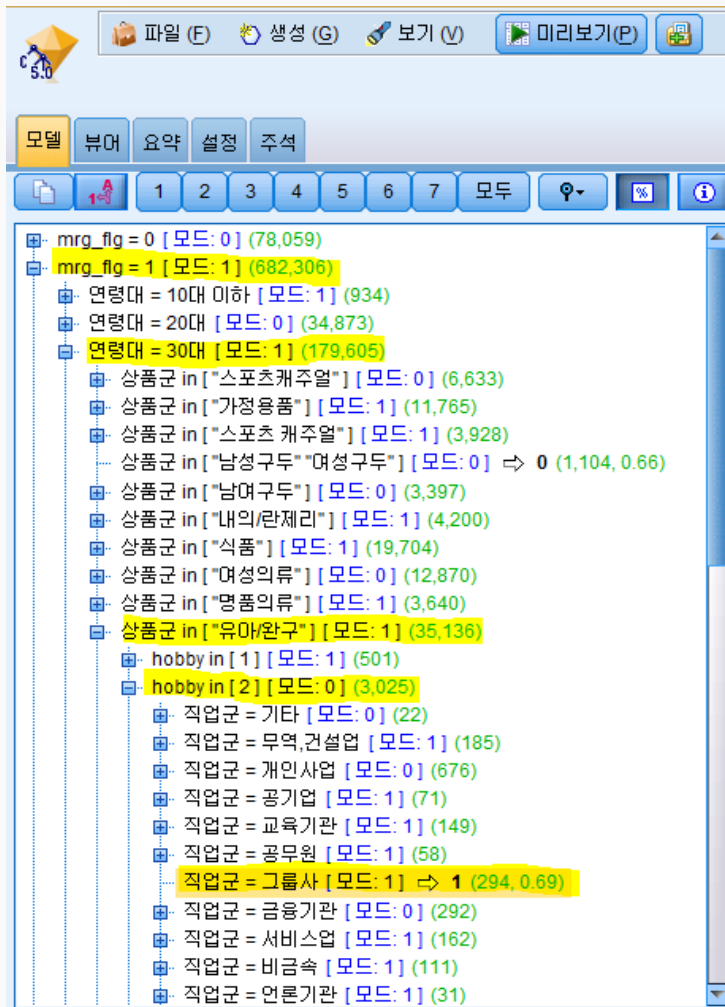 파일 (F) 생성 (G) 보기 (V) 미리보기(P)
C5.0
모델 뷰어 요약 설정 주석
1 2 3 4 5 6 7 모두 %
mrg_flg = 0 [ 모드: 0 ] (78,059)
mrg_flg = 1 [ 모드: 1 ] (682,306)
연령대 = 10대 이하 [ 모드: 1 ] (934)
연령대 = 20대 [ 모드: 0 ] (34,873)
연령대 = 30대 [ 모드: 1 ] (179,605)
상품군 in [ "스포츠캐주얼" ] [ 모드: 0 ] (6,633)
상품군 in [ "가정용품" ] [ 모드: 1 ] (11,765)
상품군 in [ "스포츠 캐주얼" ] [ 모드: 1 ] (3,928)
상품군 in [ "남성구두" "여성구두" ] [ 모드: 0 ] ⇨ 0 (1,104, 0.66)
상품군 in [ "남여구두" ] [ 모드: 0 ] (3,397)
상품군 in [ "내의/란제리" ] [ 모드: 1 ] (4,200)
상품군 in [ "식품" ] [ 모드: 1 ] (19,704)
상품군 in [ "여성의류" ] [ 모드: 0 ] (12,870)
상품군 in [ "명품의류" ] [ 모드: 1 ] (3,640)
상품군 in [ "유아/완구" ] [ 모드: 1 ] (35,136)
hobby in [ 1 ] [ 모드: 1 ] (501)
hobby in [ 2 ] [ 모드: 0 ] (3,025)
직업군 = 기타 [ 모드: 0 ] (22)
직업군 = 무역,건설업 [ 모드: 1 ] (185)
직업군 = 개인사업 [ 모드: 0 ] (676)
직업군 = 공기업 [ 모드: 1 ] (71)
직업군 = 교육기관 [ 모드: 1 ] (149)
직업군 = 공무원 [ 모드: 1 ] (58)
직업군 = 그룹사 [ 모드: 1 ] ⇨ 1 (294, 0.69)
직업군 = 금융기관 [ 모드: 0 ] (292)
직업군 = 서비스업 [ 모드: 1 ] (162)
직업군 = 비금속 [ 모드: 1 ] (111)
직업군 = 언론기관 [ 모드: 1 ] (31)